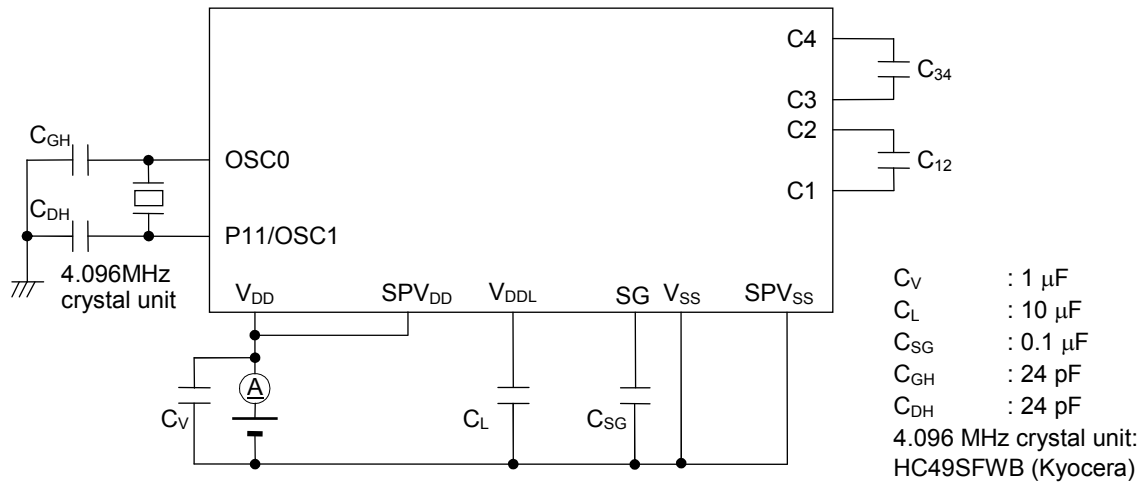 C4
C34
C3
CGH
C2
OSC0
C12
C1
CDH
P11/OSC1
4.096MHz
crystal unit
VDD
SPVDD
VDDL
SG
VSS
SPVSS
A
CV
CL
CSG
CV : 1 μF
CL : 10 μF
CSG : 0.1 μF
CGH : 24 pF
CDH : 24 pF
4.096 MHz crystal unit:
HC49SFWB (Kyocera)